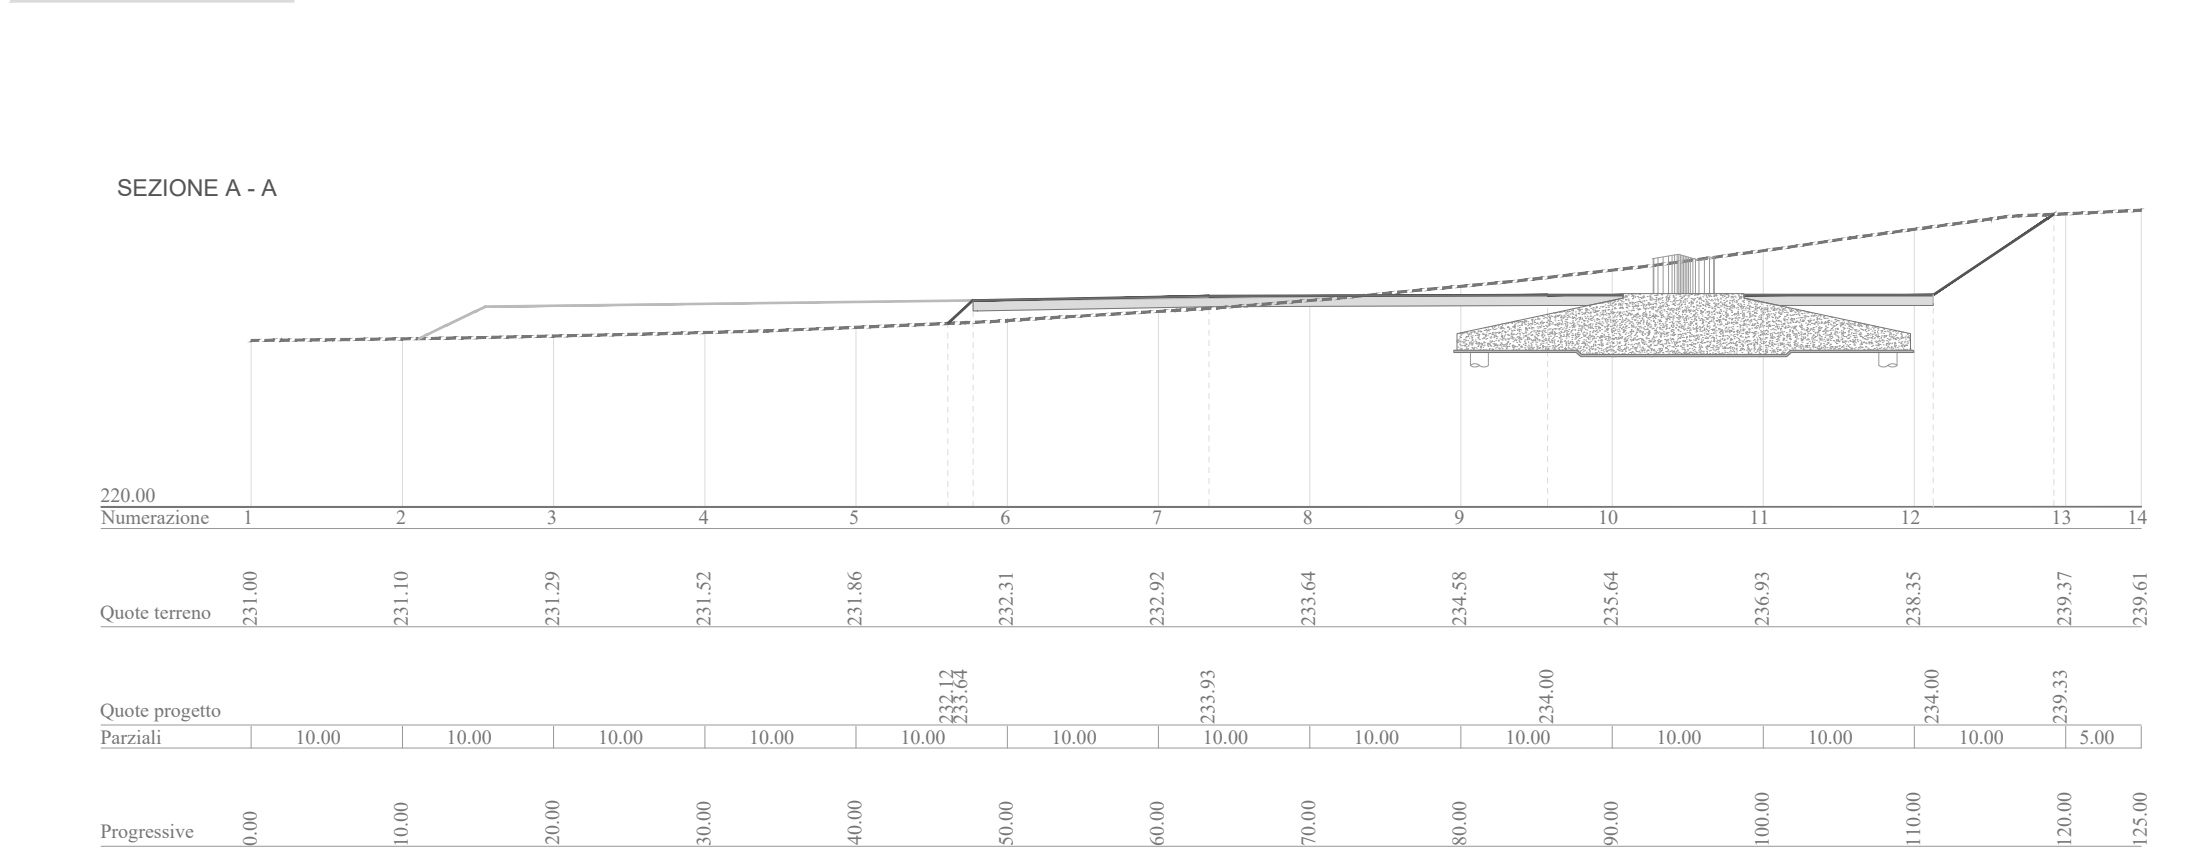 SEZIONE A - A
220.00
Numerazione 1 2 3 4 5 6 7 8 9 10 11 12 13 14
Quote terreno 231.00 231.10 231.29 231.52 231.86 232.31 232.92 233.64 234.58 235.64 236.93 238.35 239.37 239.61
Quote progetto 232.12 233.64 233.93 234.00 234.00 239.33
Parziali 10.00 10.00 10.00 10.00 10.00 10.00 10.00 10.00 10.00 10.00 10.00 10.00 5.00
Progressive 0.00 10.00 20.00 30.00 40.00 50.00 60.00 70.00 80.00 90.00 100.00 110.00 120.00 125.00